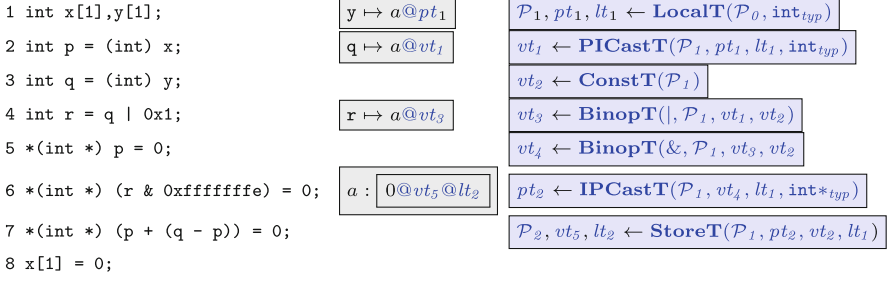 1 int x[1],y[1]; y ↦ a@pt₁ 𝒫₁, pt₁, lt₁ ← LocalT(𝒫₀, int_typ)
2 int p = (int) x; q ↦ a@vt₁ vt₁ ← PICastT(𝒫₁, pt₁, lt₁, int_typ)
3 int q = (int) y; vt₂ ← ConstT(𝒫₁)
4 int r = q | 0x1; r ↦ a@vt₃ vt₃ ← BinopT(|, 𝒫₁, vt₁, vt₂)
5 *(int *) p = 0; vt₄ ← BinopT(&, 𝒫₁, vt₃, vt₂
6 *(int *) (r & 0xfffffffe) = 0; a : 0@vt₅@lt₂ pt₂ ← IPCastT(𝒫₁, vt₄, lt₁, int*_typ)
7 *(int *) (p + (q - p)) = 0; 𝒫₂, vt₅, lt₂ ← StoreT(𝒫₁, pt₂, vt₂, lt₁)
8 x[1] = 0;